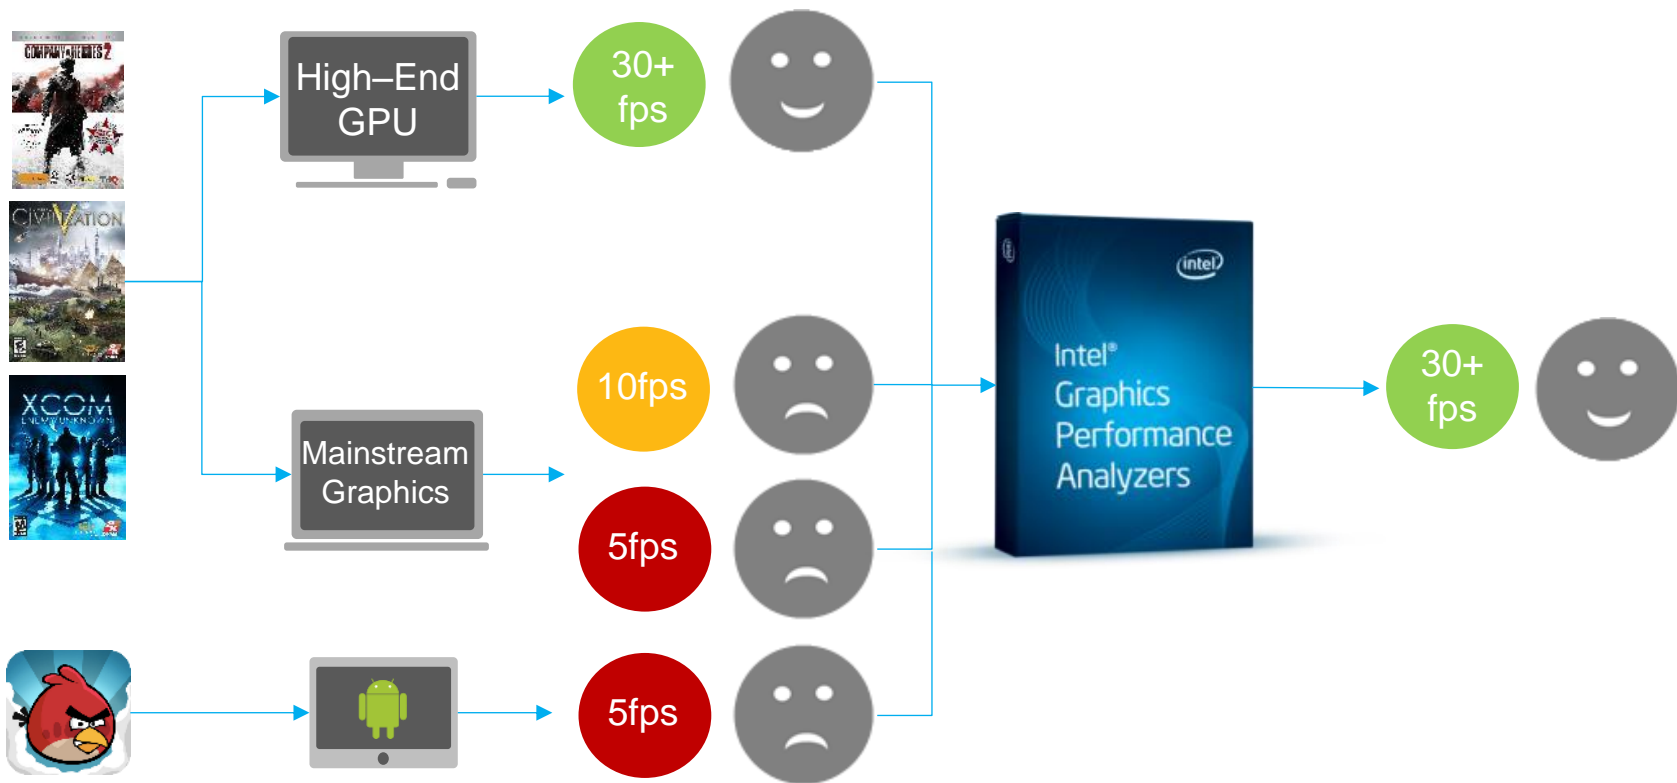 COMPANY of HEROES 2
High–End
GPU
30+
fps
CIVILIZATION
V
intel
10fps
Intel®
Graphics
Performance
Analyzers
30+
fps
XCOM
ENEMY UNKNOWN
Mainstream
Graphics
5fps
5fps